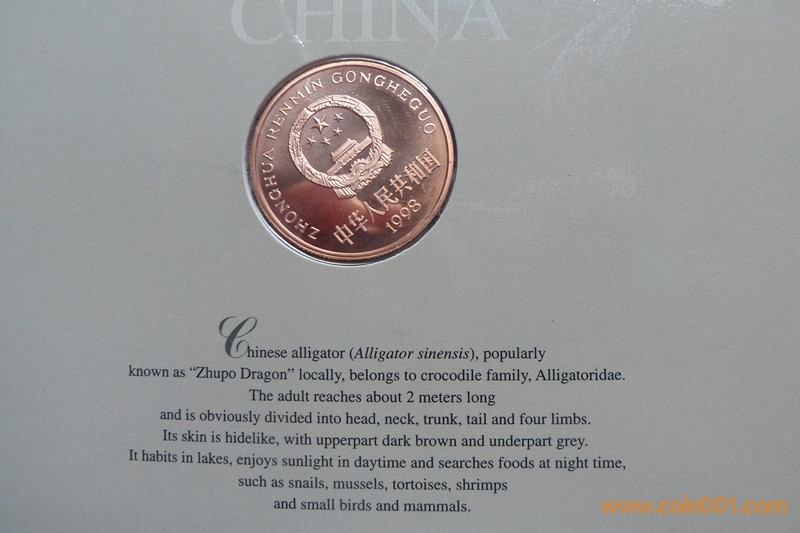 CHINA
ZHONGHUA RENMIN GONGHEGUO
中华人民共和国
1998
Chinese alligator (Alligator sinensis), popularly
known as “Zhupo Dragon” locally, belongs to crocodile family, Alligatoridae.
The adult reaches about 2 meters long
and is obviously divided into head, neck, trunk, tail and four limbs.
Its skin is hidelike, with upperpart dark brown and underpart grey.
It habits in lakes, enjoys sunlight in daytime and searches foods at night time,
such as snails, mussels, tortoises, shrimps
and small birds and mammals.
www.coin001.com